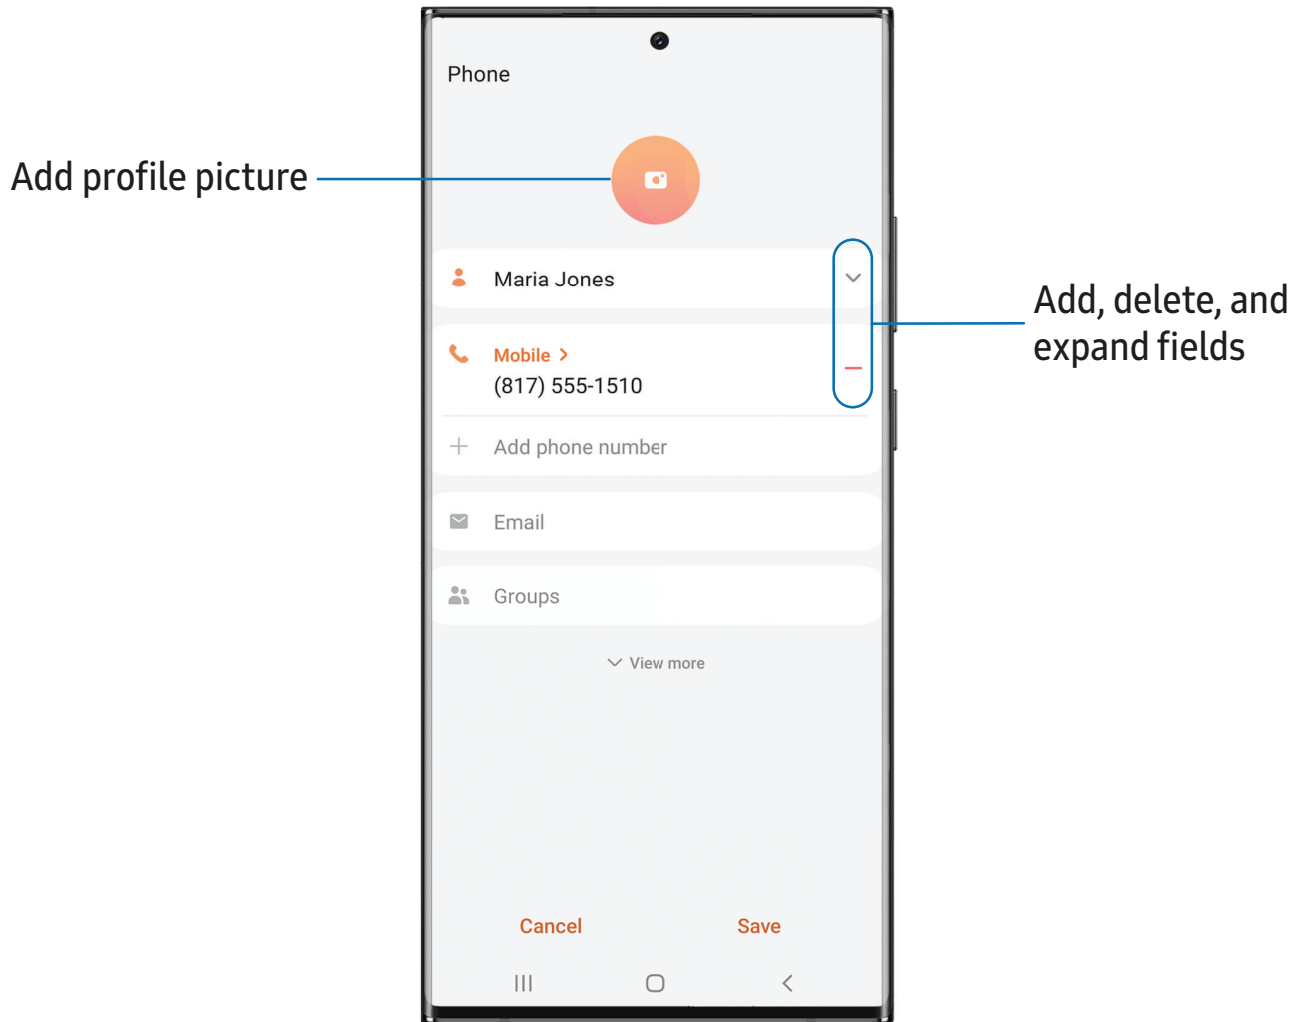 Phone
Add profile picture
Maria Jones
Add, delete, and
expand fields
Mobile >
(817) 555-1510
Add phone number
Email
Groups
View more
Cancel
Save